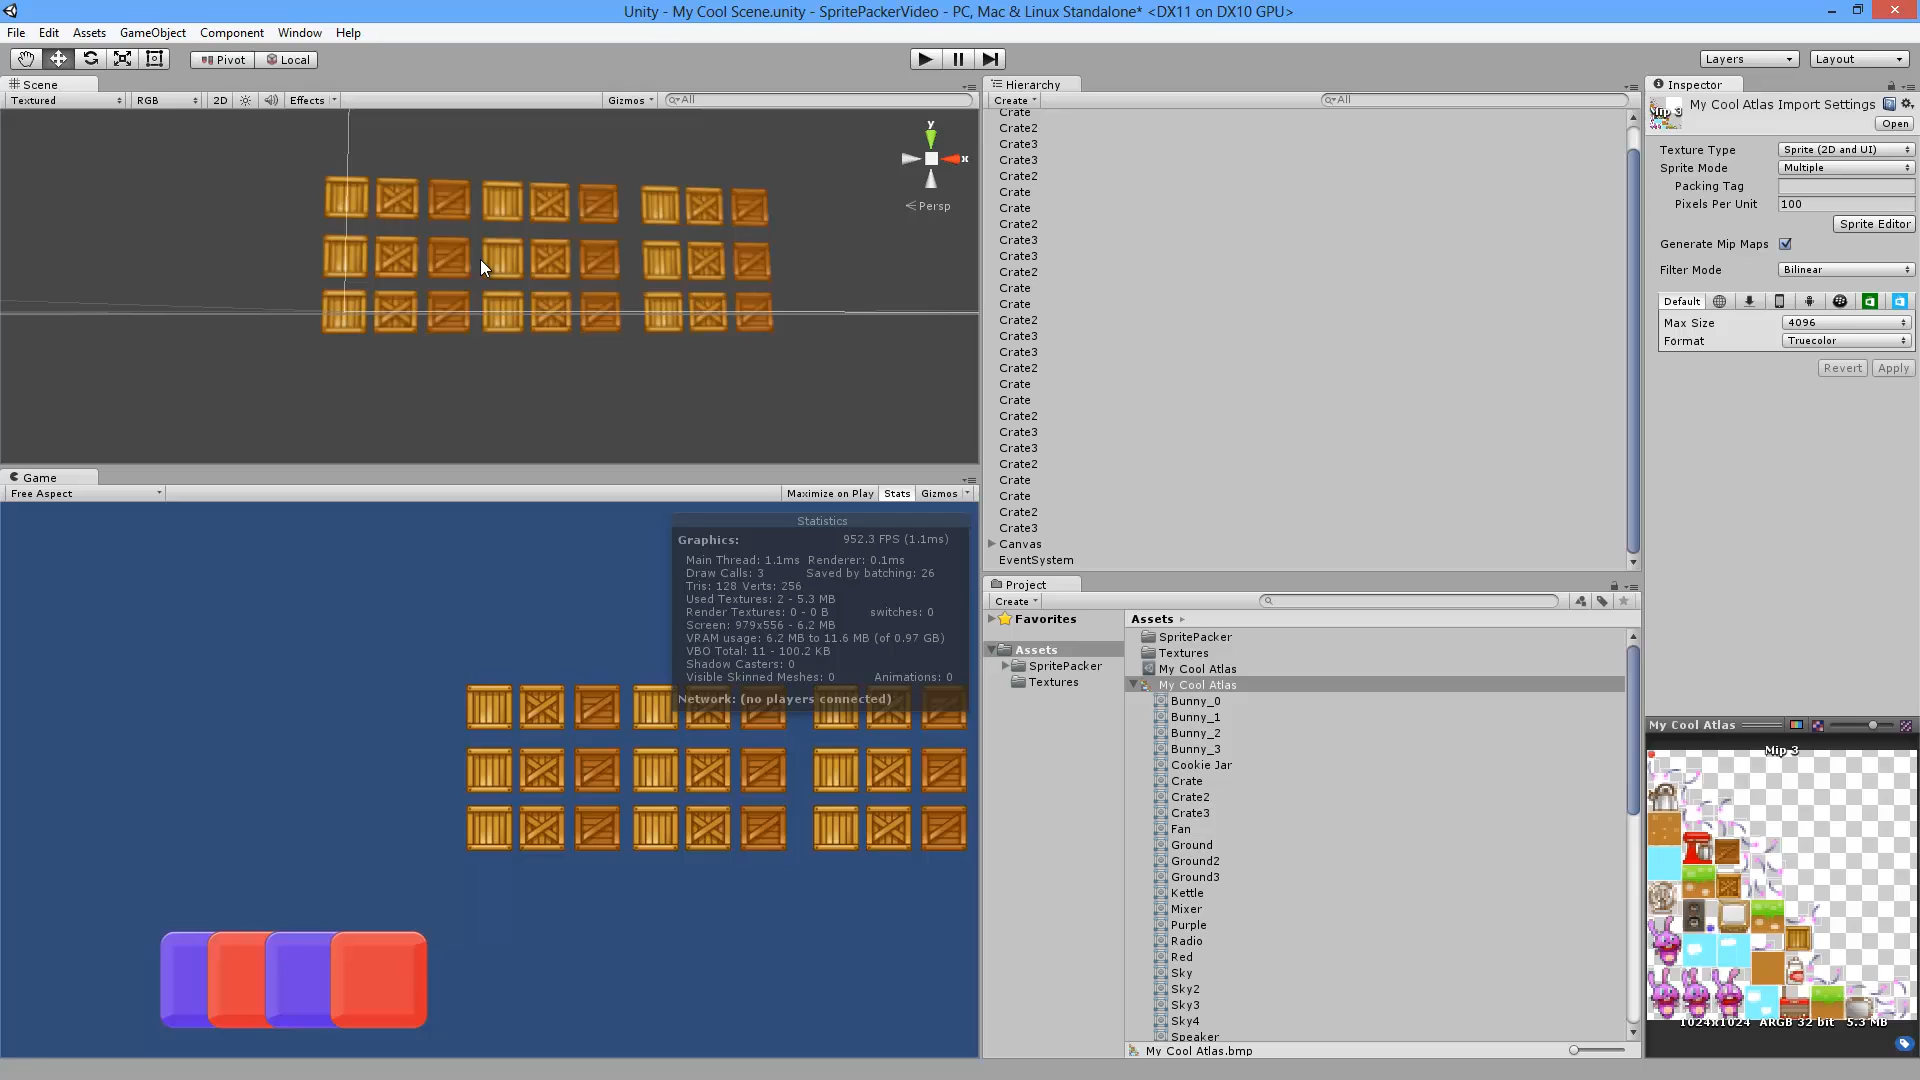 Unity - My Cool Scene.unity - SpritePackerVideo - PC, Mac & Linux Standalone* <DX11 on DX10 GPU>
File Edit Assets GameObject Component Window Help
Pivot Local Layers Layout
Scene
Textured RGB 2D Effects Gizmos All
y
x
Persp
Game
Free Aspect Maximize on Play Stats Gizmos
Statistics
Graphics: 952.3 FPS (1.1ms)
Main Thread: 1.1ms Renderer: 0.1ms
Draw Calls: 3 Saved by batching: 26
Tris: 128 Verts: 256
Used Textures: 2 - 5.3 MB
Render Textures: 0 - 0 B switches: 0
Screen: 979x556 - 6.2 MB
VRAM usage: 6.2 MB to 11.6 MB (of 0.97 GB)
VBO Total: 11 - 100.2 KB
Shadow Casters: 0
Visible Skinned Meshes: 0 Animations: 0
Network: (no players connected)
Hierarchy
Create All
Crate
Crate2
Crate3
Crate3
Crate2
Crate
Crate
Crate2
Crate3
Crate3
Crate2
Crate
Crate
Crate2
Crate3
Crate3
Crate2
Crate
Crate
Crate2
Crate3
Crate3
Crate2
Crate
Crate
Crate2
Crate3
Canvas
EventSystem
Project
Create
Favorites
Assets
SpritePacker
Textures
Assets
SpritePacker
Textures
My Cool Atlas
My Cool Atlas
Bunny_0
Bunny_1
Bunny_2
Bunny_3
Cookie Jar
Crate
Crate2
Crate3
Fan
Ground
Ground2
Ground3
Kettle
Mixer
Purple
Radio
Red
Sky
Sky2
Sky3
Sky4
Speaker
My Cool Atlas.bmp
Inspector
Mip 3
My Cool Atlas Import Settings
Open
Texture Type Sprite (2D and UI)
Sprite Mode Multiple
Packing Tag
Pixels Per Unit 100
Sprite Editor
Generate Mip Maps
Filter Mode Bilinear
Default
Max Size 4096
Format Truecolor
Revert Apply
My Cool Atlas
Mip 3
1024x1024 ARGB 32 bit 5.3 MB